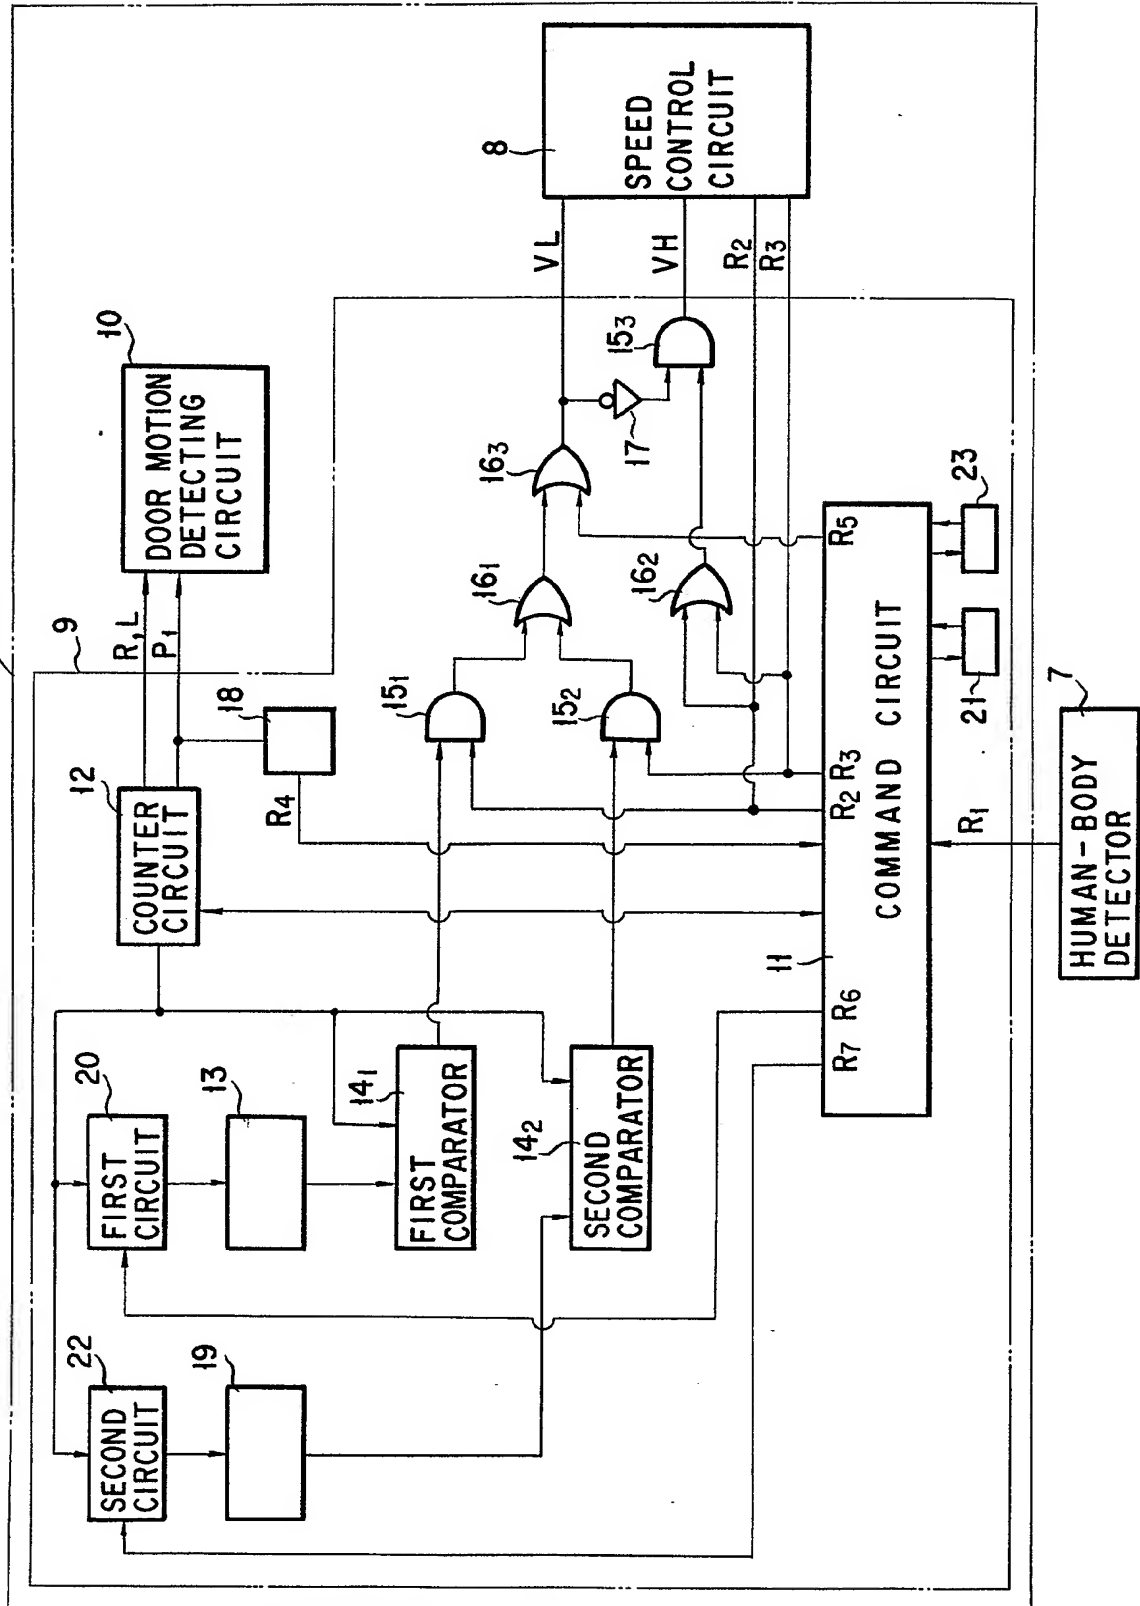 22
SECOND
CIRCUIT
19
20
FIRST
CIRCUIT
13
14₁
FIRST
COMPARATOR
14₂
SECOND
COMPARATOR
12
COUNTER
CIRCUIT
9
R,L
P₁
10
DOOR MOTION
DETECTING
CIRCUIT
18
R₄
15₁
15₂
16₁
16₂
16₃
17
15₃
VL
VH
R₂
R₃
8
SPEED
CONTROL
CIRCUIT
R₇
R₆
R₂
R₃
R₅
11
COMMAND CIRCUIT
R₁
21
23
7
HUMAN-BODY
DETECTOR